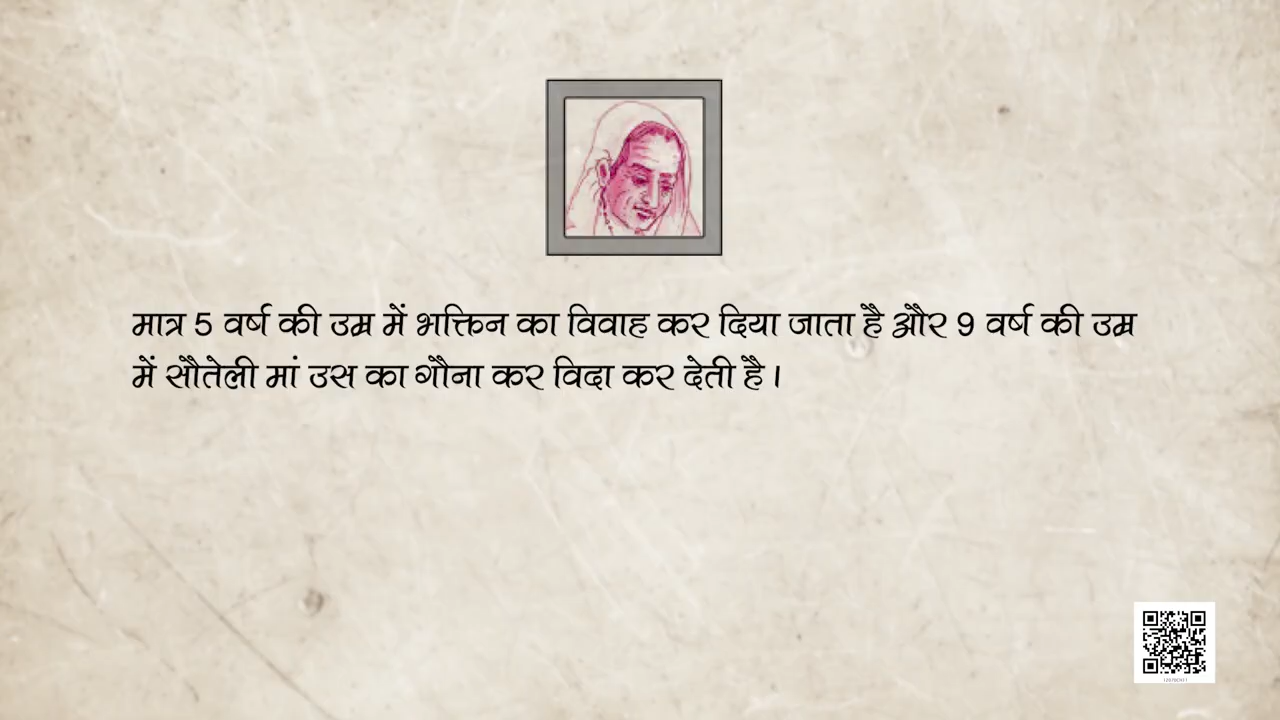 मात्र 5 वर्ष की उम्र में भक्तिन का विवाह कर दिया जाता है और 9 वर्ष की उम्र
में सौतेली मां उस का गौना कर विदा कर देती है ।